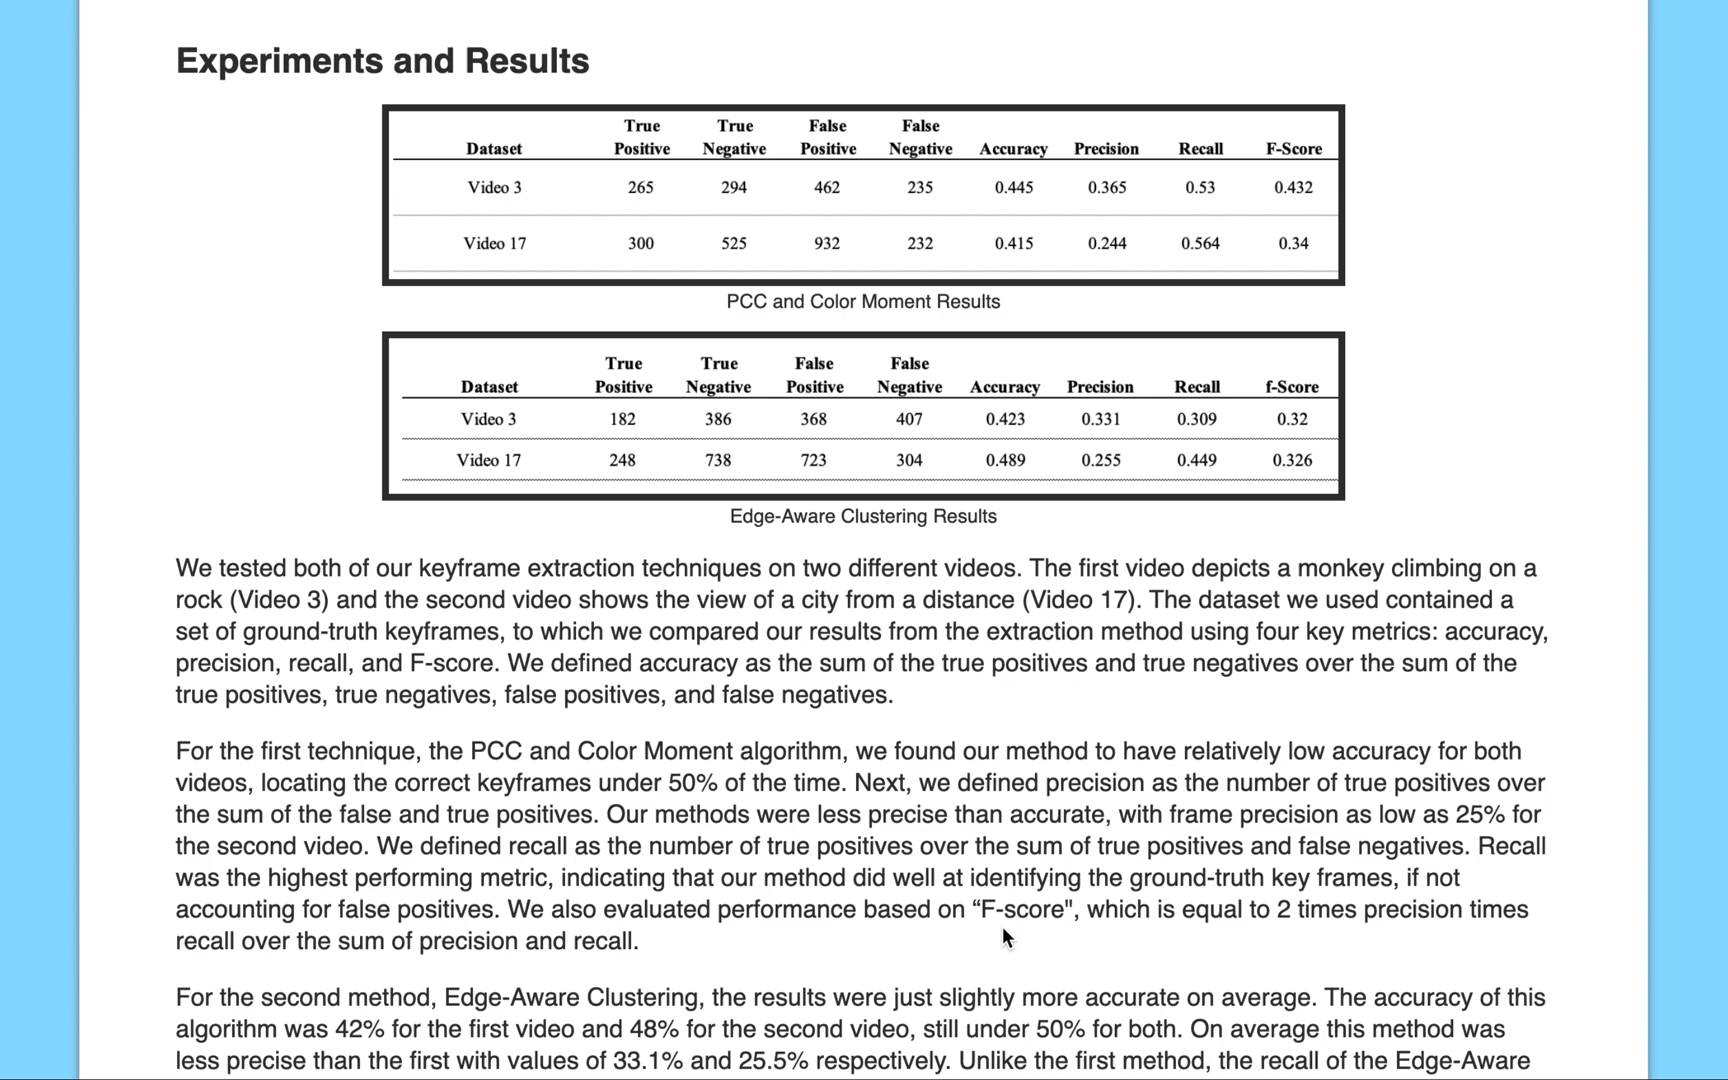 Experiments and Results
Dataset True Positive True Negative False Positive False Negative Accuracy Precision Recall F-Score
Video 3 265 294 462 235 0.445 0.365 0.53 0.432
Video 17 300 525 932 232 0.415 0.244 0.564 0.34
PCC and Color Moment Results
Dataset True Positive True Negative False Positive False Negative Accuracy Precision Recall f-Score
Video 3 182 386 368 407 0.423 0.331 0.309 0.32
Video 17 248 738 723 304 0.489 0.255 0.449 0.326
Edge-Aware Clustering Results
We tested both of our keyframe extraction techniques on two different videos. The first video depicts a monkey climbing on a
rock (Video 3) and the second video shows the view of a city from a distance (Video 17). The dataset we used contained a
set of ground-truth keyframes, to which we compared our results from the extraction method using four key metrics: accuracy,
precision, recall, and F-score. We defined accuracy as the sum of the true positives and true negatives over the sum of the
true positives, true negatives, false positives, and false negatives.
For the first technique, the PCC and Color Moment algorithm, we found our method to have relatively low accuracy for both
videos, locating the correct keyframes under 50% of the time. Next, we defined precision as the number of true positives over
the sum of the false and true positives. Our methods were less precise than accurate, with frame precision as low as 25% for
the second video. We defined recall as the number of true positives over the sum of true positives and false negatives. Recall
was the highest performing metric, indicating that our method did well at identifying the ground-truth key frames, if not
accounting for false positives. We also evaluated performance based on “F-score", which is equal to 2 times precision times
recall over the sum of precision and recall.
For the second method, Edge-Aware Clustering, the results were just slightly more accurate on average. The accuracy of this
algorithm was 42% for the first video and 48% for the second video, still under 50% for both. On average this method was
less precise than the first with values of 33.1% and 25.5% respectively. Unlike the first method, the recall of the Edge-Aware